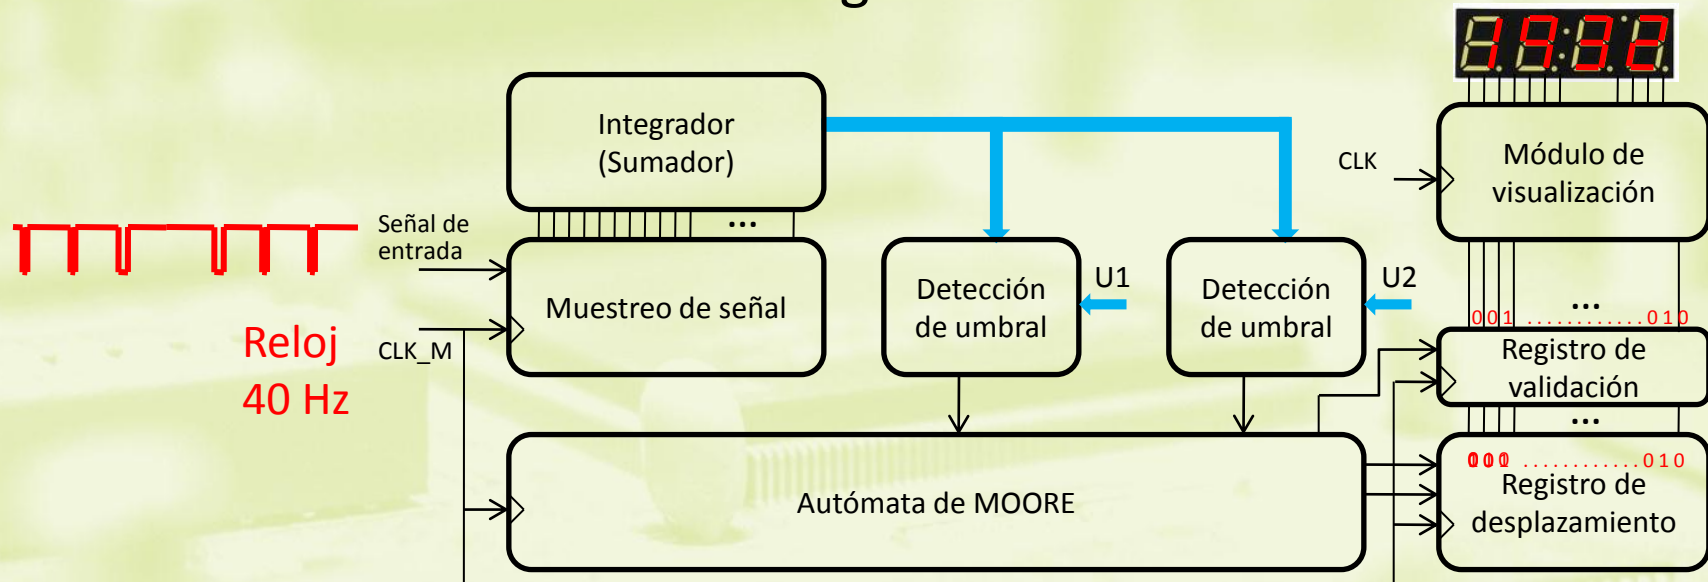 1932
Integrador
(Sumador)
CLK
Módulo de
visualización
Señal de
entrada
...
Muestreo de señal
Detección
de umbral
U1
Detección
de umbral
U2
...
001 ............010
Reloj
40 Hz
CLK_M
Registro de
validación
...
............010
Autómata de MOORE
Registro de
desplazamiento